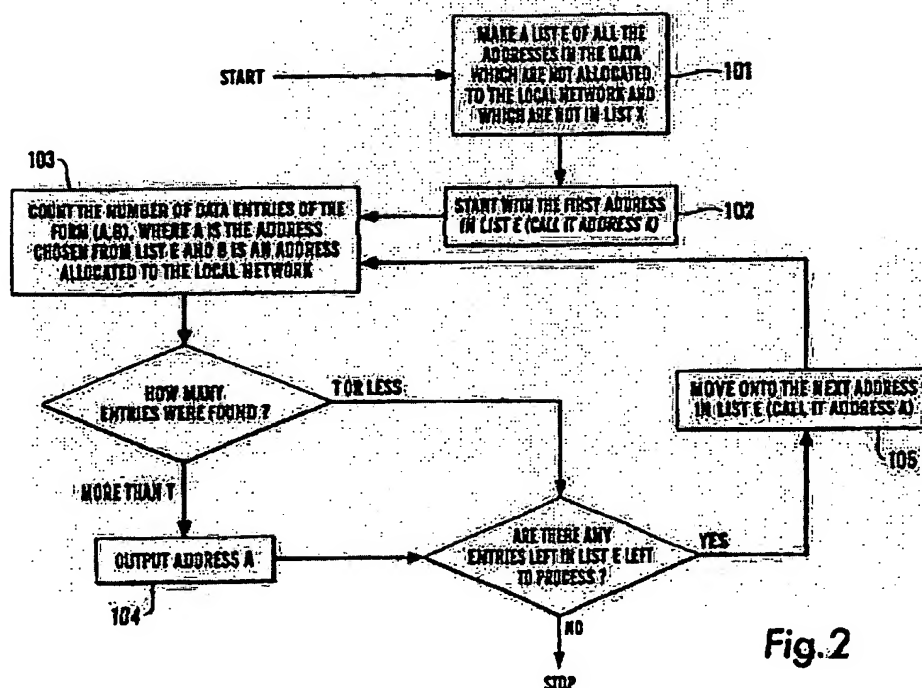 MAKE A LIST E OF ALL THE
ADDRESSES IN THE DATA
WHICH ARE NOT ALLOCATED
TO THE LOCAL NETWORK AND
WHICH ARE NOT IN LIST X
START
101
103
COUNT THE NUMBER OF DATA ENTRIES OF THE
FORM (A,B), WHERE A IS THE ADDRESS
CHOSEN FROM LIST E AND B IS AN ADDRESS
ALLOCATED TO THE LOCAL NETWORK
START WITH THE FIRST ADDRESS
IN LIST E (CALL IT ADDRESS A)
102
HOW MANY
ENTRIES WERE FOUND ?
T OR LESS
MOVE ONTO THE NEXT ADDRESS
IN LIST E (CALL IT ADDRESS A)
105
MORE THAN T
OUTPUT ADDRESS A
104
ARE THERE ANY
ENTRIES LEFT IN LIST E LEFT
TO PROCESS ?
YES
NO
STOP
Fig.2